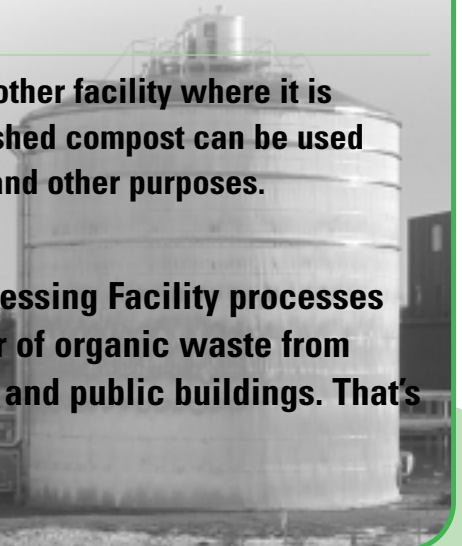 other facility where it is
shed compost can be used
and other purposes.
essing Facility processes
r of organic waste from
and public buildings. That's